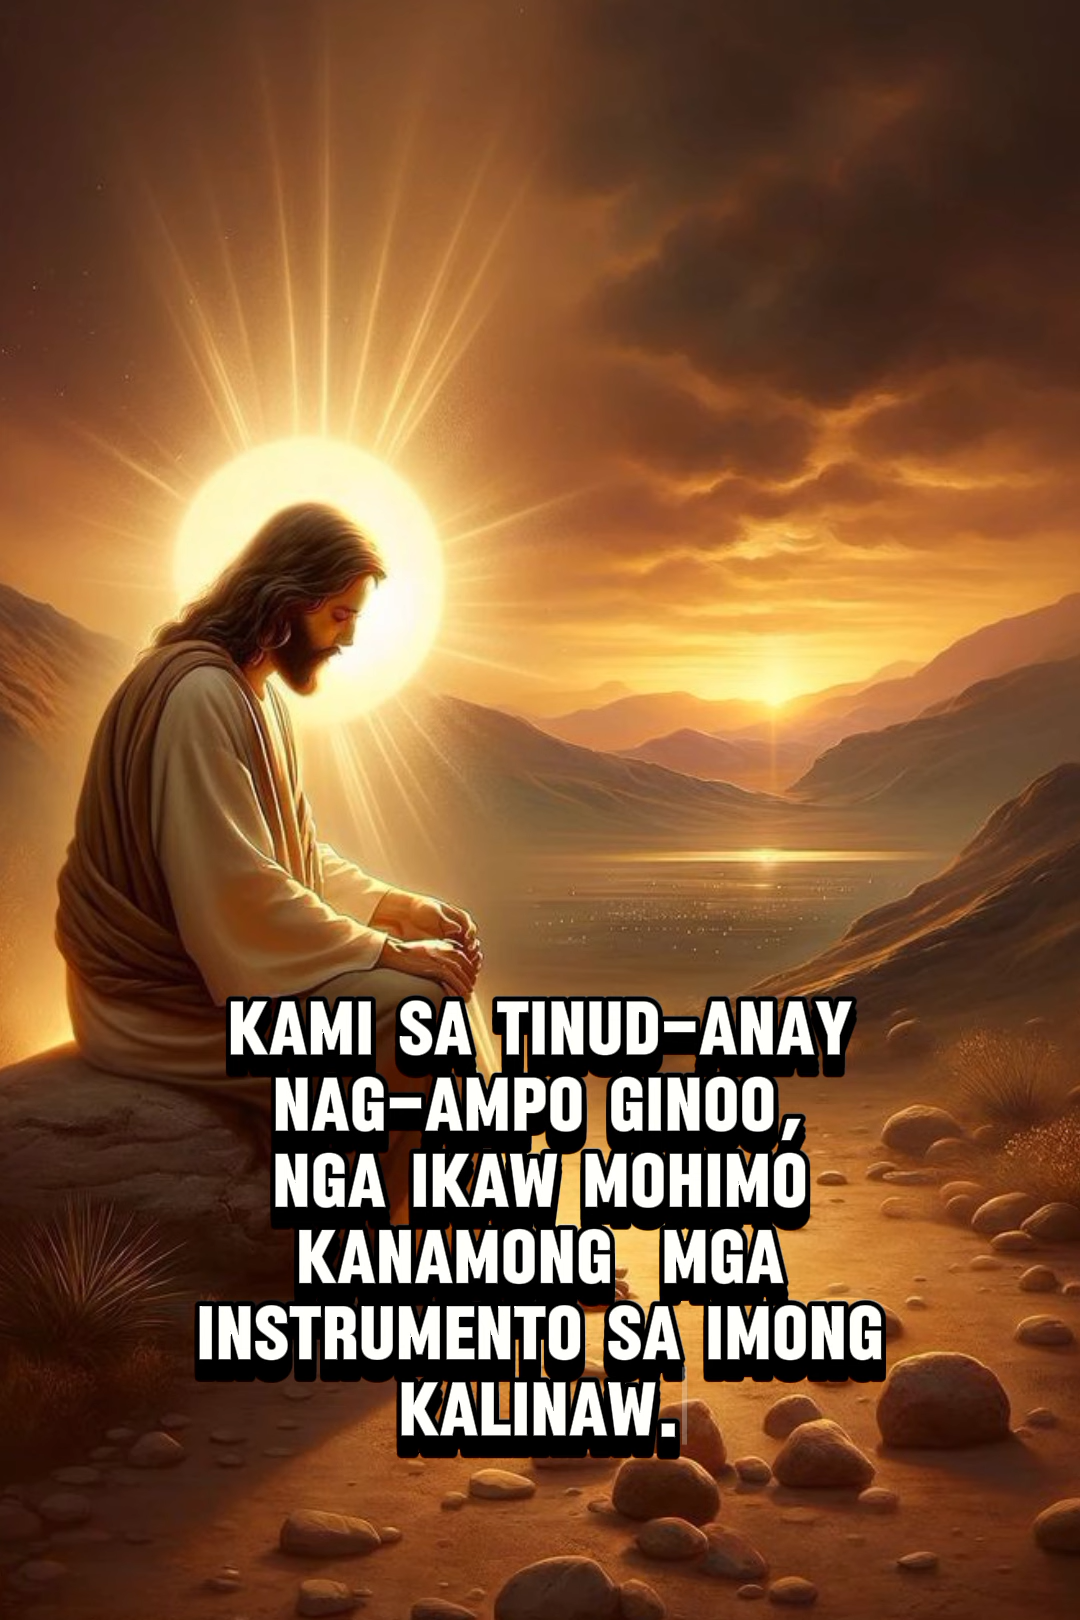 KAMI SA TINUD-ANAY
NAG-AMPO GINOO,
NGA IKAW MOHIMO
KANAMONG MGA
INSTRUMENTO SA IMONG
KALINAW.